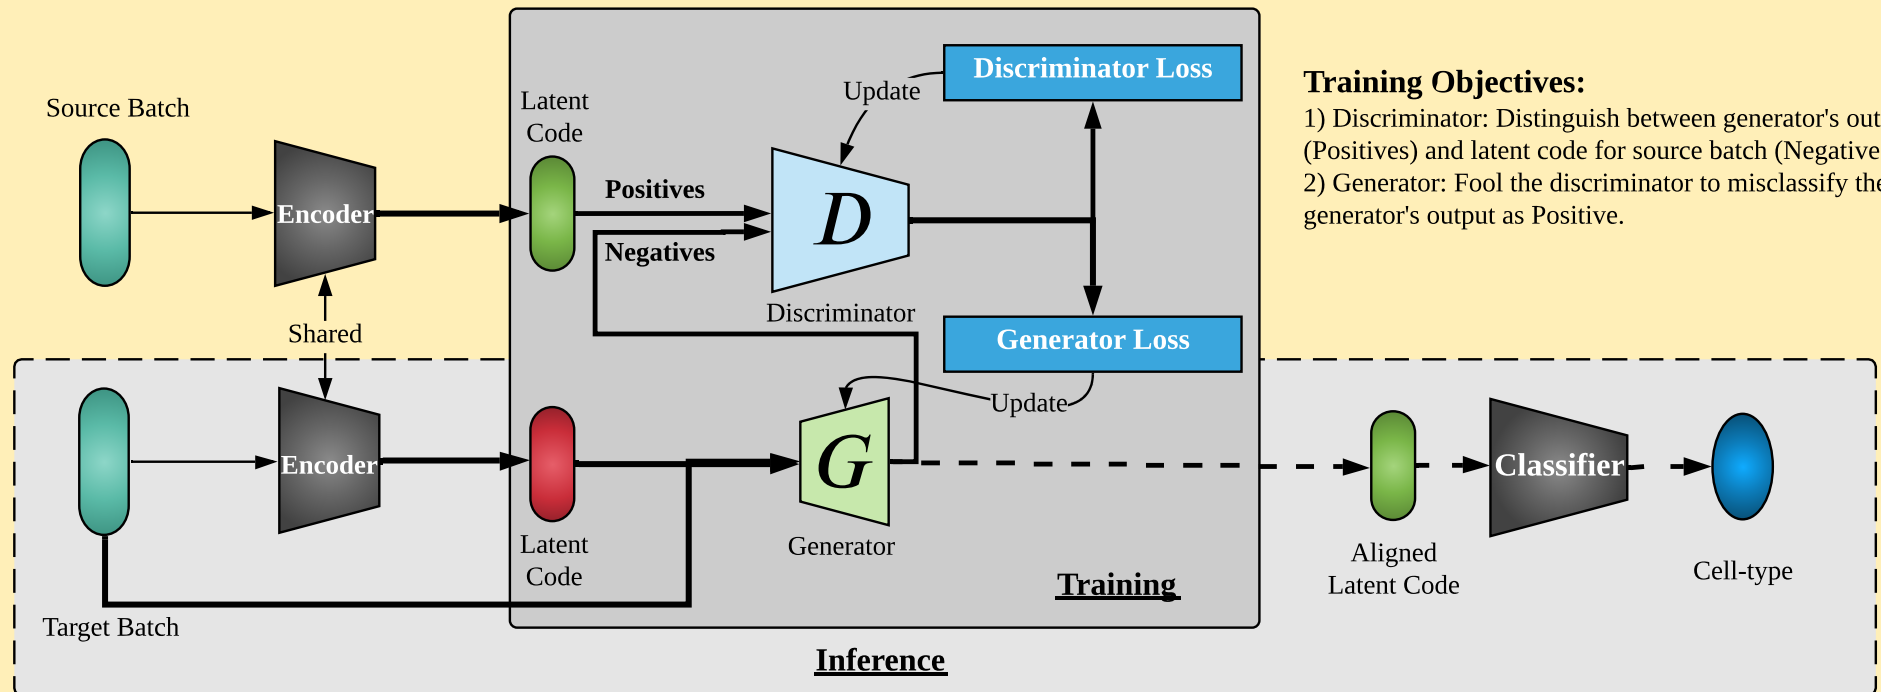 Source Batch
Encoder
Shared
Encoder
Target Batch
Latent
Code
Positives
Negatives
D
Discriminator
Update
Discriminator Loss
Generator Loss
Update
Latent
Code
G
Generator
Training
Inference
Training Objectives:
1) Discriminator: Distinguish between generator's
(Positives) and latent code for source batch
2) Generator: Fool the discriminator to misclassify the
generator's output as Positive.
Aligned
Latent Code
Classifier
Cell-type